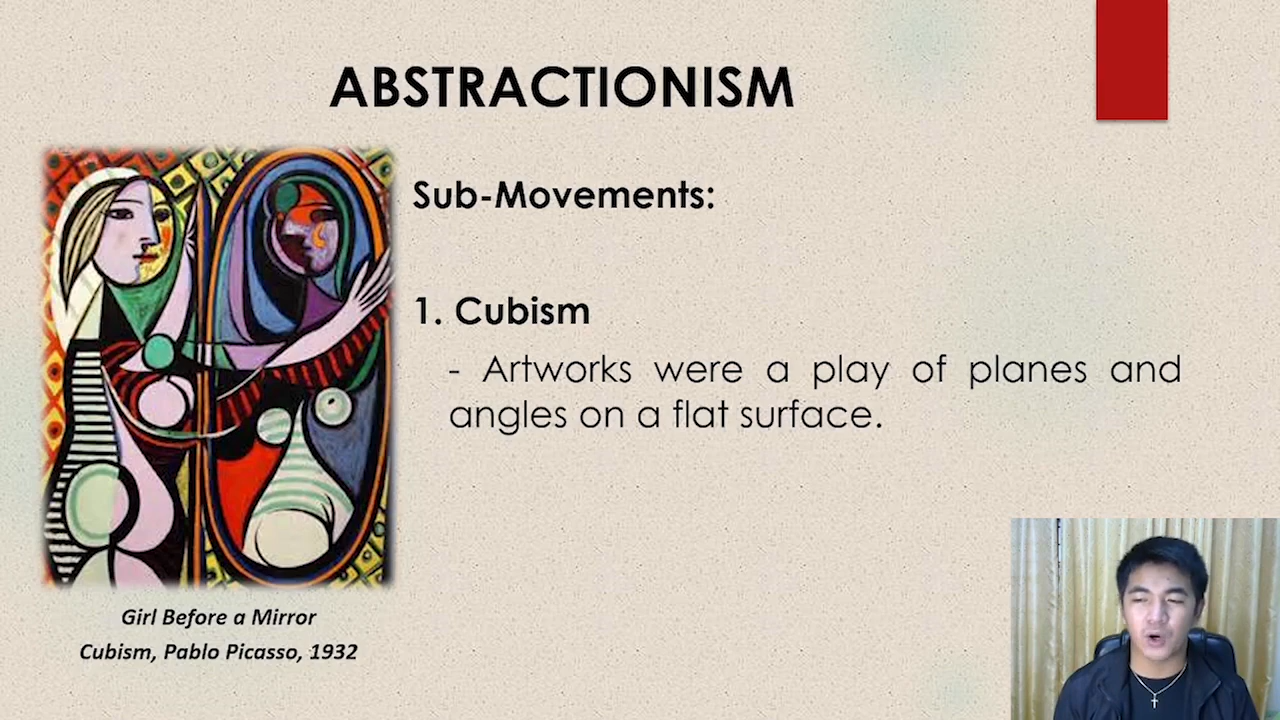 ABSTRACTIONISM
Sub-Movements:
1. Cubism
- Artworks were a play of planes and
angles on a flat surface.
Girl Before a Mirror
Cubism, Pablo Picasso, 1932